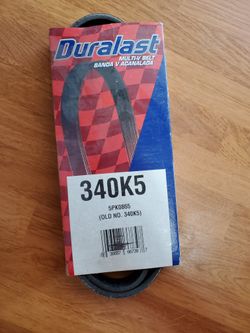 Duralast
MULTI-V BELT
BANDA V ACANALADA
340K5
5PK0865
(OLD NO. 340K5)